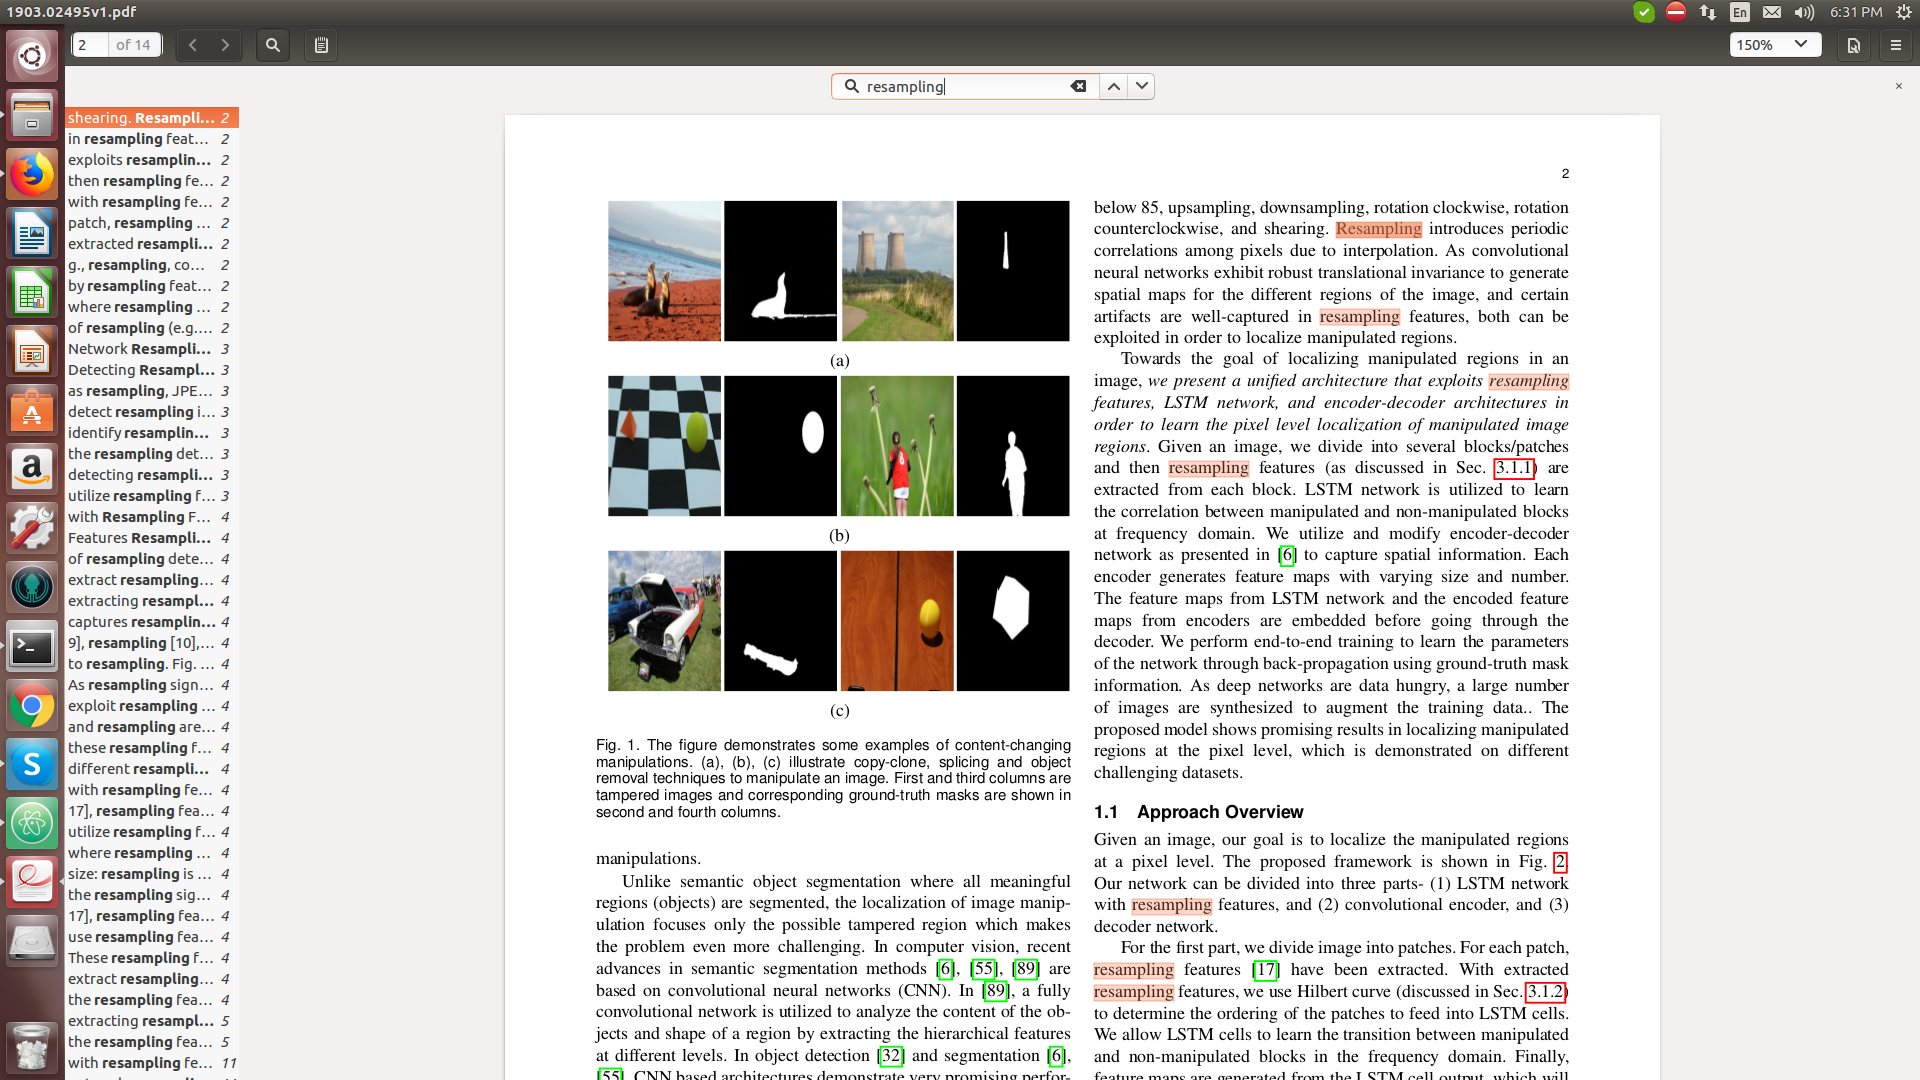 1903.02495v1.pdf
En
6:31 PM
2 of 14
150%
resampling
shearing. Resampli... 2
in resampling feat... 2
exploits resamplin... 2
then resampling fe... 2
with resampling fe... 2
patch, resampling ... 2
extracted resampli... 2
g., resampling, co... 2
by resampling feat... 2
where resampling ... 2
of resampling (e.g.... 2
Network Resampli... 3
Detecting Resampl... 3
as resampling, JPE... 3
detect resampling i... 3
identify resamplin... 3
the resampling det... 3
detecting resampli... 3
utilize resampling f... 3
with Resampling F... 4
Features Resampli... 4
of resampling dete... 4
extract resampling... 4
extracting resampl... 4
captures resamplin... 4
9], resampling [10],... 4
to resampling. Fig. ... 4
As resampling sign... 4
exploit resampling ... 4
and resampling are... 4
these resampling f... 4
different resampli... 4
with resampling fe... 4
17], resampling fea... 4
utilize resampling f... 4
where resampling ... 4
size: resampling is ... 4
the resampling sig... 4
17], resampling fea... 4
use resampling fea... 4
These resampling f... 4
extract resampling... 4
the resampling fea... 4
extracting resampl... 5
the resampling fea... 5
with resampling fe... 11
2
(a)
(b)
(c)
Fig. 1. The figure demonstrates some examples of content-changing
manipulations. (a), (b), (c) illustrate copy-clone, splicing and object
removal techniques to manipulate an image. First and third columns are
tampered images and corresponding ground-truth masks are shown in
second and fourth columns.
manipulations.
Unlike semantic object segmentation where all meaningful
regions (objects) are segmented, the localization of image manip-
ulation focuses only the possible tampered region which makes
the problem even more challenging. In computer vision, recent
advances in semantic segmentation methods [6], [55], [89] are
based on convolutional neural networks (CNN). In [89], a fully
convolutional network is utilized to analyze the content of the ob-
jects and shape of a region by extracting the hierarchical features
at different levels. In object detection [32] and segmentation [6],
[55], CNN based architectures demonstrate very promising perfor-
below 85, upsampling, downsampling, rotation clockwise, rotation
counterclockwise, and shearing. Resampling introduces periodic
correlations among pixels due to interpolation. As convolutional
neural networks exhibit robust translational invariance to generate
spatial maps for the different regions of the image, and certain
artifacts are well-captured in resampling features, both can be
exploited in order to localize manipulated regions.
Towards the goal of localizing manipulated regions in an
image, we present a unified architecture that exploits resampling
features, LSTM network, and encoder-decoder architectures in
order to learn the pixel level localization of manipulated image
regions. Given an image, we divide into several blocks/patches
and then resampling features (as discussed in Sec. 3.1.1) are
extracted from each block. LSTM network is utilized to learn
the correlation between manipulated and non-manipulated blocks
at frequency domain. We utilize and modify encoder-decoder
network as presented in [6] to capture spatial information. Each
encoder generates feature maps with varying size and number.
The feature maps from LSTM network and the encoded feature
maps from encoders are embedded before going through the
decoder. We perform end-to-end training to learn the parameters
of the network through back-propagation using ground-truth mask
information. As deep networks are data hungry, a large number
of images are synthesized to augment the training data.. The
proposed model shows promising results in localizing manipulated
regions at the pixel level, which is demonstrated on different
challenging datasets.
1.1 Approach Overview
Given an image, our goal is to localize the manipulated regions
at a pixel level. The proposed framework is shown in Fig. 2.
Our network can be divided into three parts- (1) LSTM network
with resampling features, and (2) convolutional encoder, and (3)
decoder network.
For the first part, we divide image into patches. For each patch,
resampling features [17] have been extracted. With extracted
resampling features, we use Hilbert curve (discussed in Sec. 3.1.2)
to determine the ordering of the patches to feed into LSTM cells.
We allow LSTM cells to learn the transition between manipulated
and non-manipulated blocks in the frequency domain. Finally,
feature maps are generated from the LSTM cell output, which will